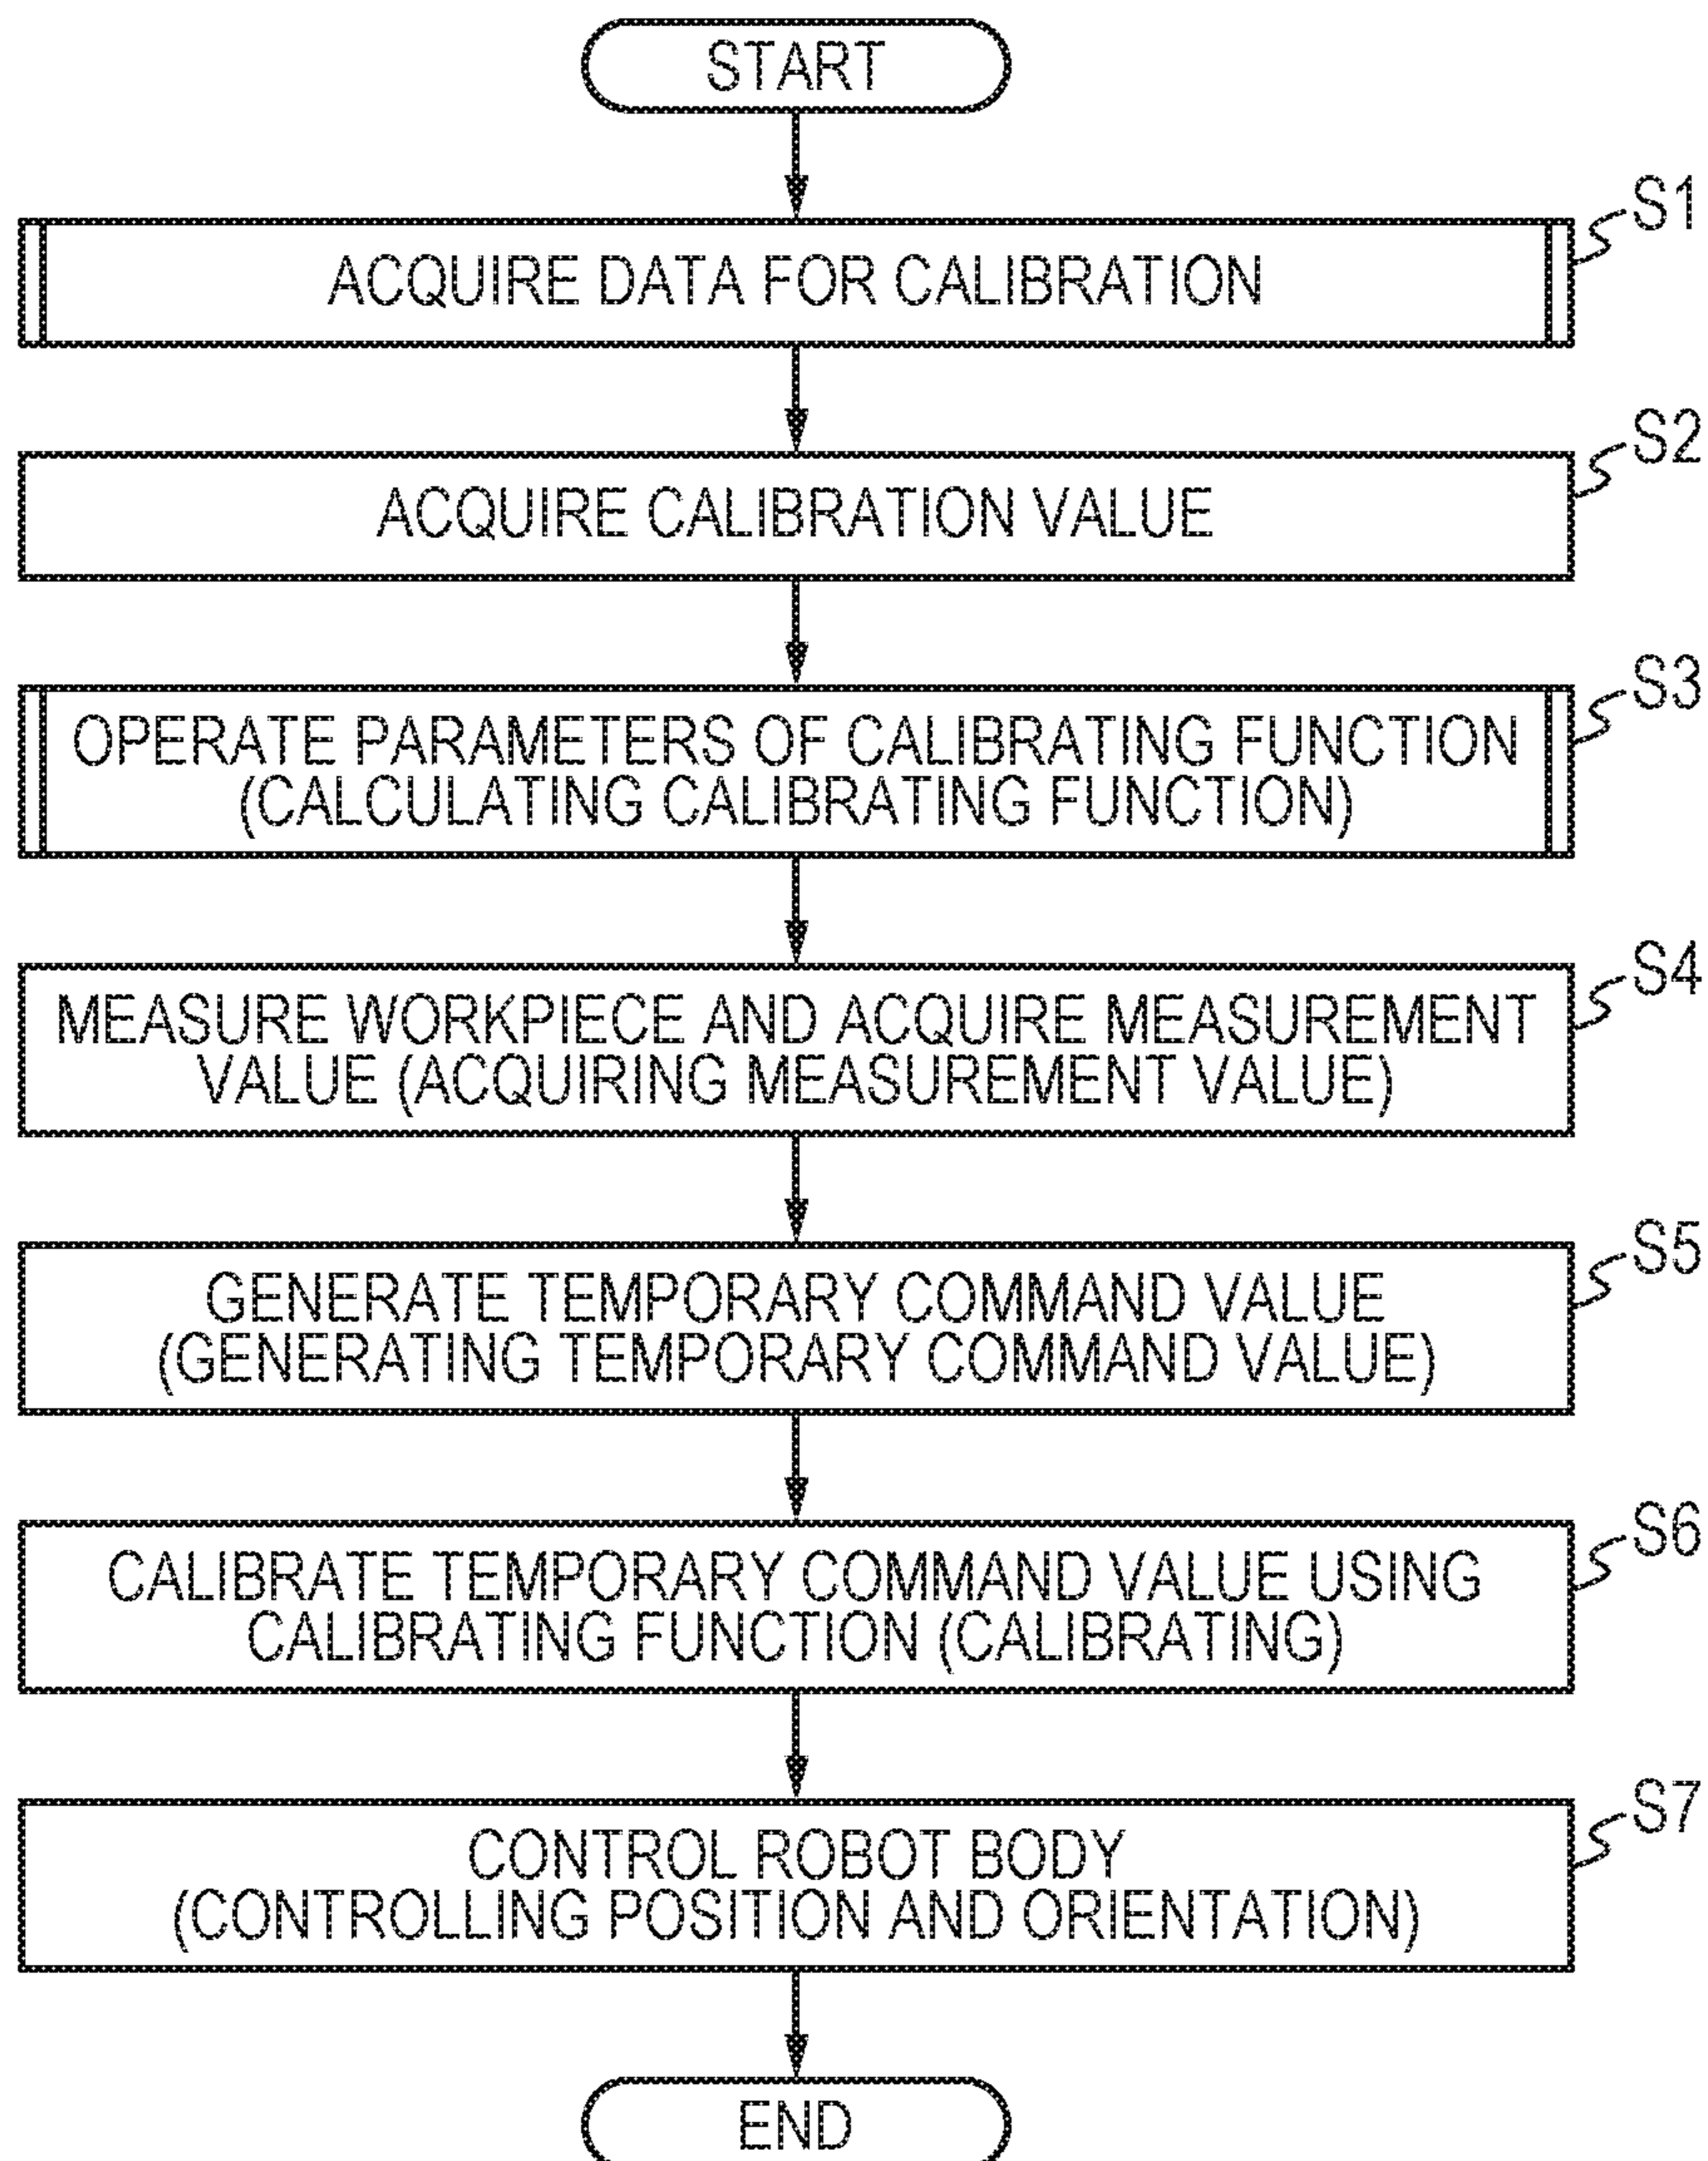 START
S1
ACQUIRE DATA FOR CALIBRATION
S2
ACQUIRE CALIBRATION VALUE
S3
OPERATE PARAMETERS OF CALIBRATING FUNCTION
(CALCULATING CALIBRATING FUNCTION)
S4
MEASURE WORKPIECE AND ACQUIRE MEASUREMENT
VALUE (ACQUIRING MEASUREMENT VALUE)
S5
GENERATE TEMPORARY COMMAND VALUE
(GENERATING TEMPORARY COMMAND VALUE)
S6
CALIBRATE TEMPORARY COMMAND VALUE USING
CALIBRATING FUNCTION (CALIBRATING)
S7
CONTROL ROBOT BODY
(CONTROLLING POSITION AND ORIENTATION)
END